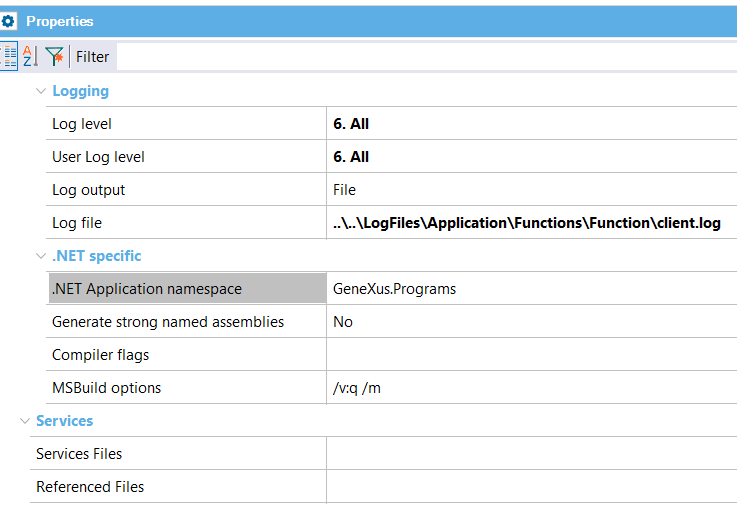 Properties
Filter
Logging
Log level 6. All
User Log level 6. All
Log output File
Log file ..\..\LogFiles\Application\Functions\Function\client.log
.NET specific
.NET Application namespace GeneXus.Programs
Generate strong named assemblies No
Compiler flags
MSBuild options /v:q /m
Services
Services Files
Referenced Files